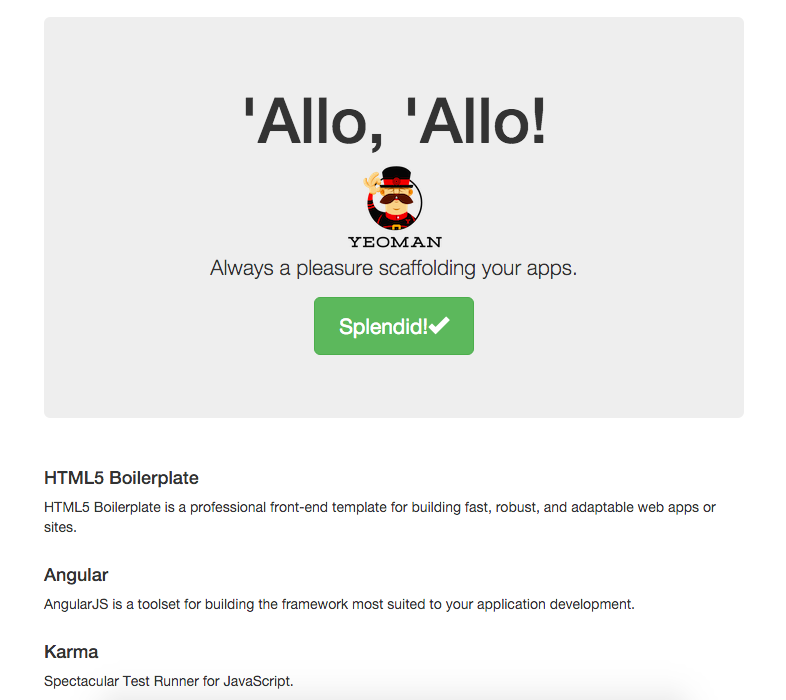 'Allo, 'Allo!
YEOMAN
Always a pleasure scaffolding your apps.
Splendid!✔
HTML5 Boilerplate
HTML5 Boilerplate is a professional front-end template for building fast, robust, and adaptable web apps or
sites.
Angular
AngularJS is a toolset for building the framework most suited to your application development.
Karma
Spectacular Test Runner for JavaScript.